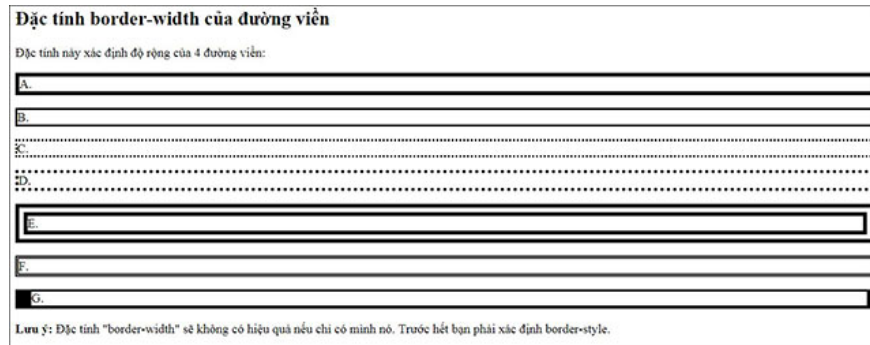 Đặc tính border-width của đường viền
Đặc tính này xác định độ rộng của 4 đường viền:
A.
B.
C.
D.
E.
F.
G.
Lưu ý: Đặc tính "border-width" sẽ không có hiệu quả nếu chỉ có mình nó. Trước hết bạn phải xác định border-style.